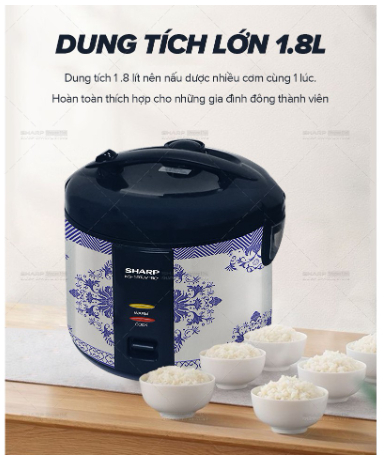 DUNG TÍCH LỚN 1.8L
Dung tích 1 .8 lít nên nấu được nhiều cơm cùng 1 lúc.
Hoàn toàn thích hợp cho những gia đình đông thành viên
SHARP
WARM
COOK